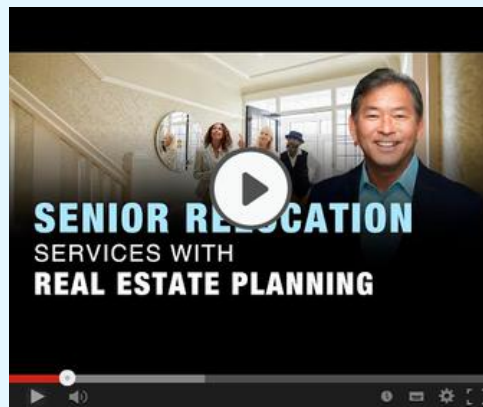 SENIOR RELOCATION
SERVICES WITH
REAL ESTATE PLANNING